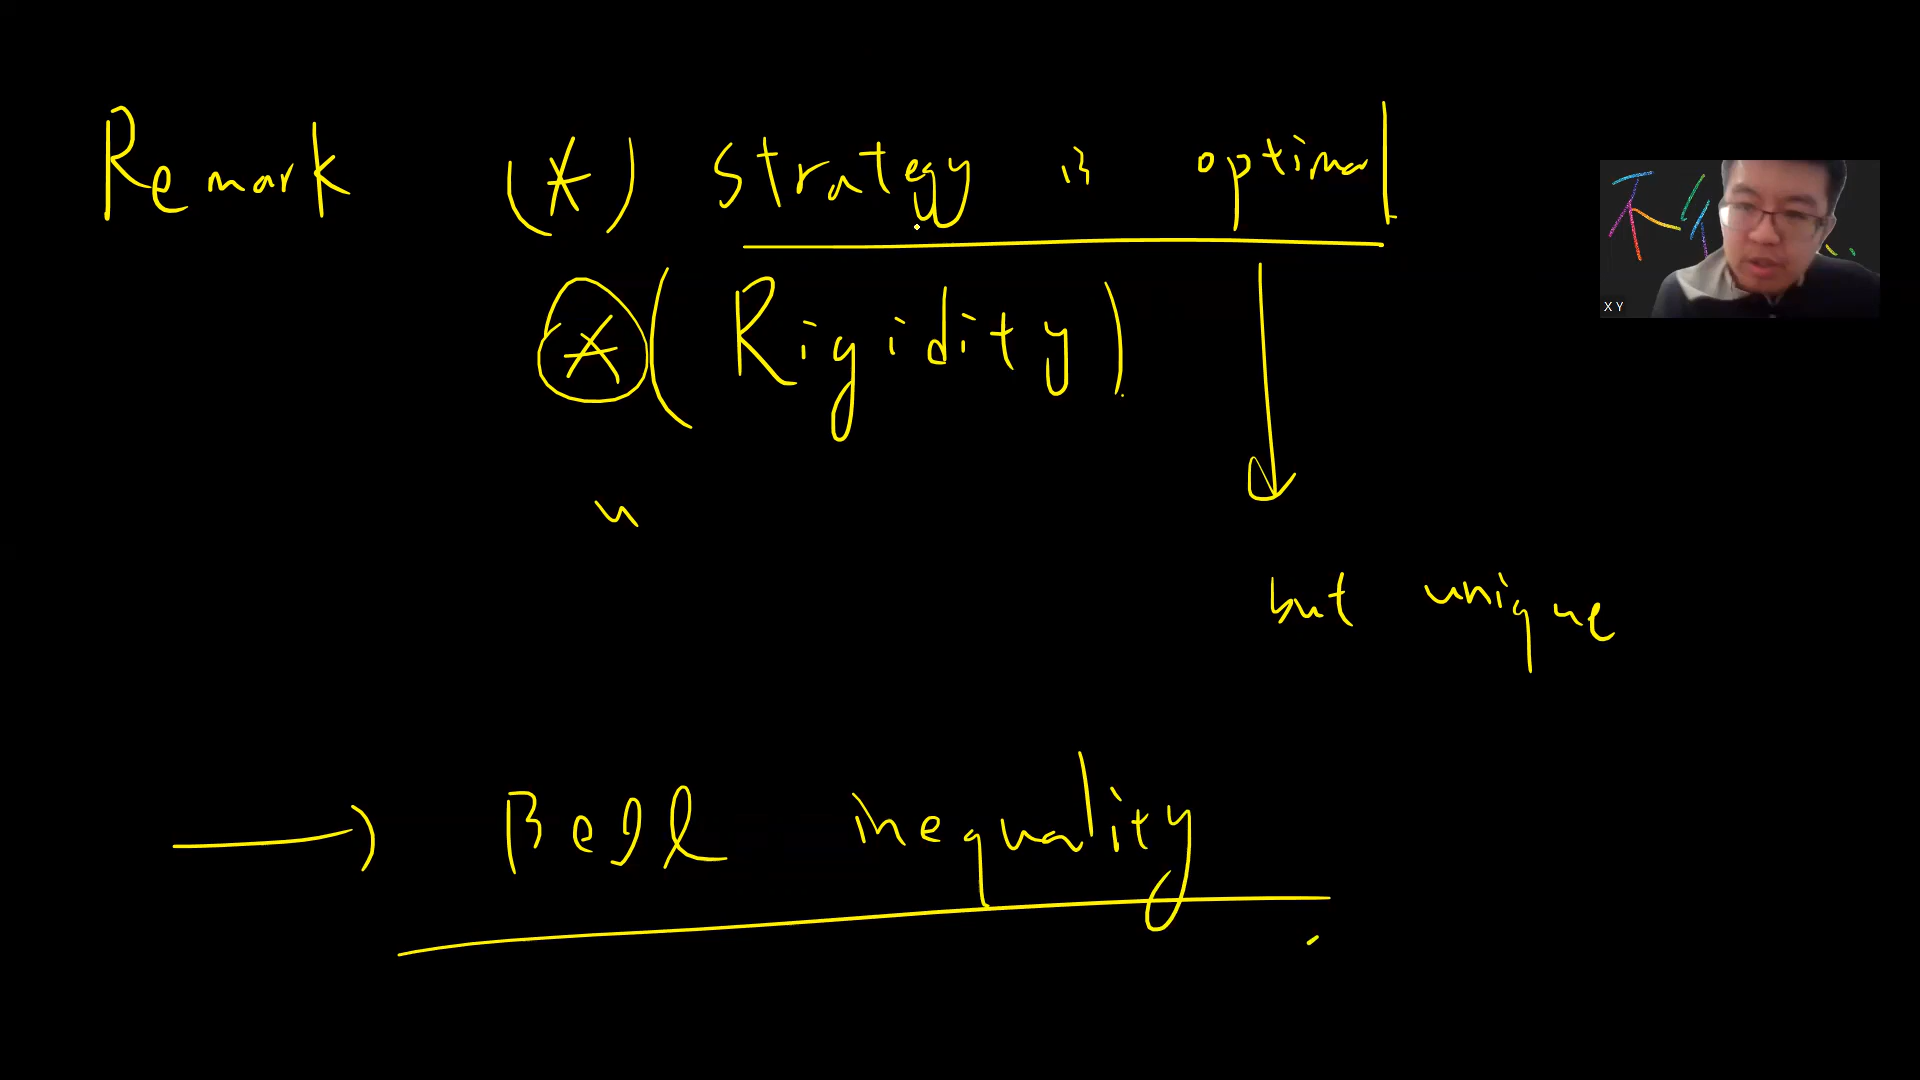 Remark (*) strategy is optimal
* (Rigidity)
but unique
→ Bell inequality
X Y